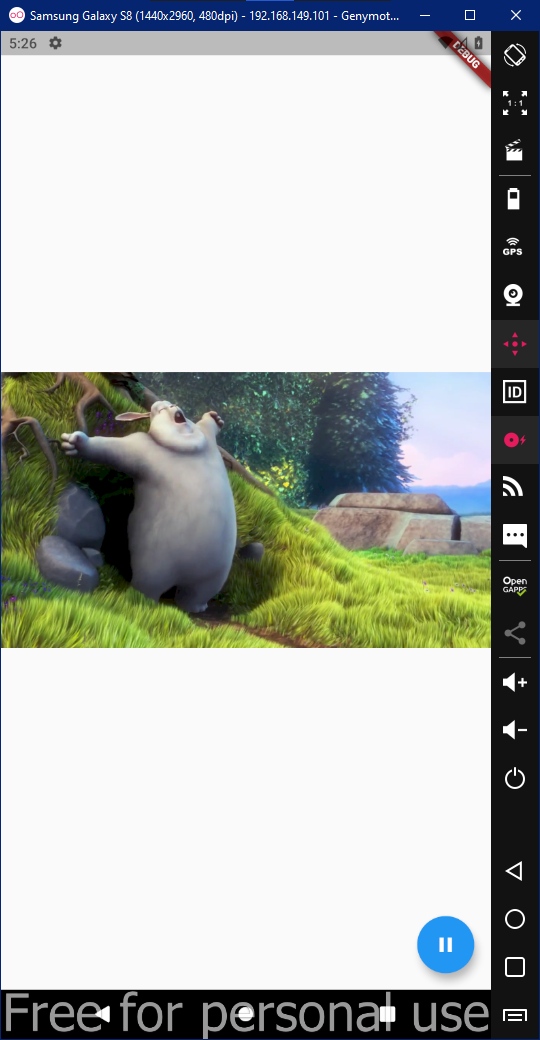 Samsung Galaxy S8 (1440x2960, 480dpi) - 192.168.149.101 - Genymot...
5:26
DEBUG
1:1
GPS
ID
Open
GAPPS
Free for personal use